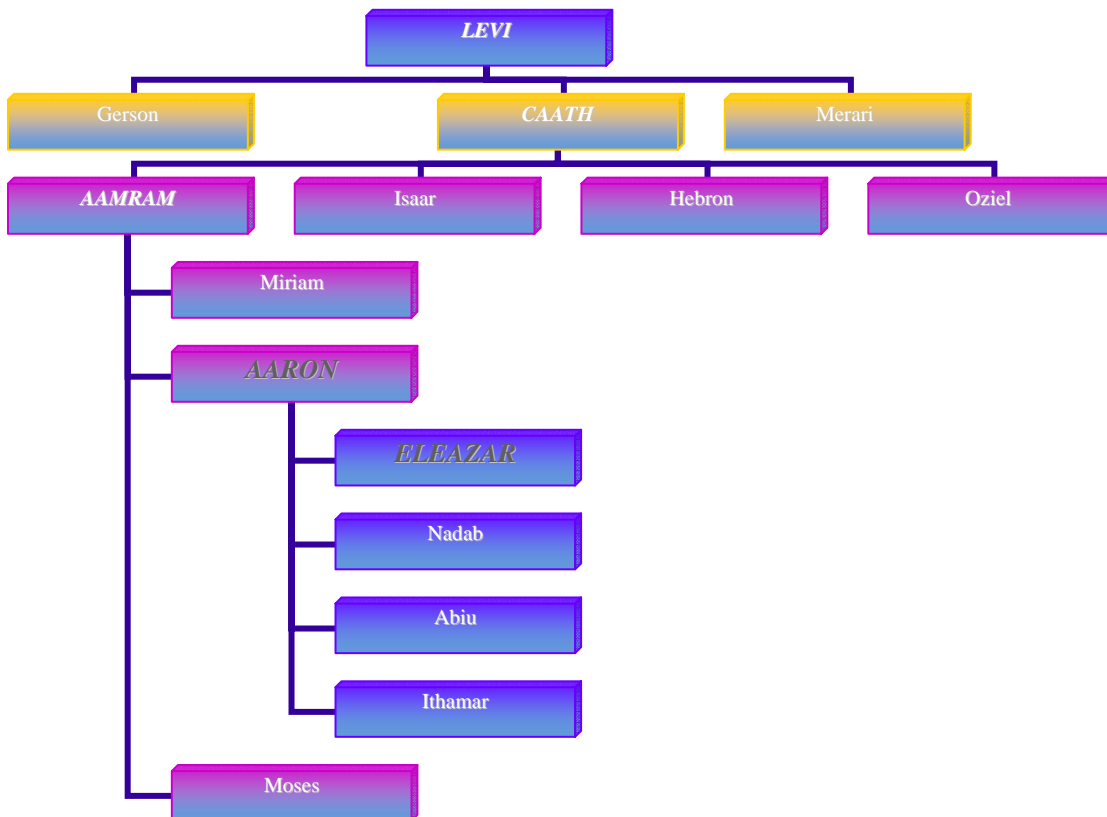 LEVI
Gerson
CAATH
Merari
AAMRAM
Isaar
Hebron
Oziel
Miriam
AARON
ELEAZAR
Nadab
Abiu
Ithamar
Moses